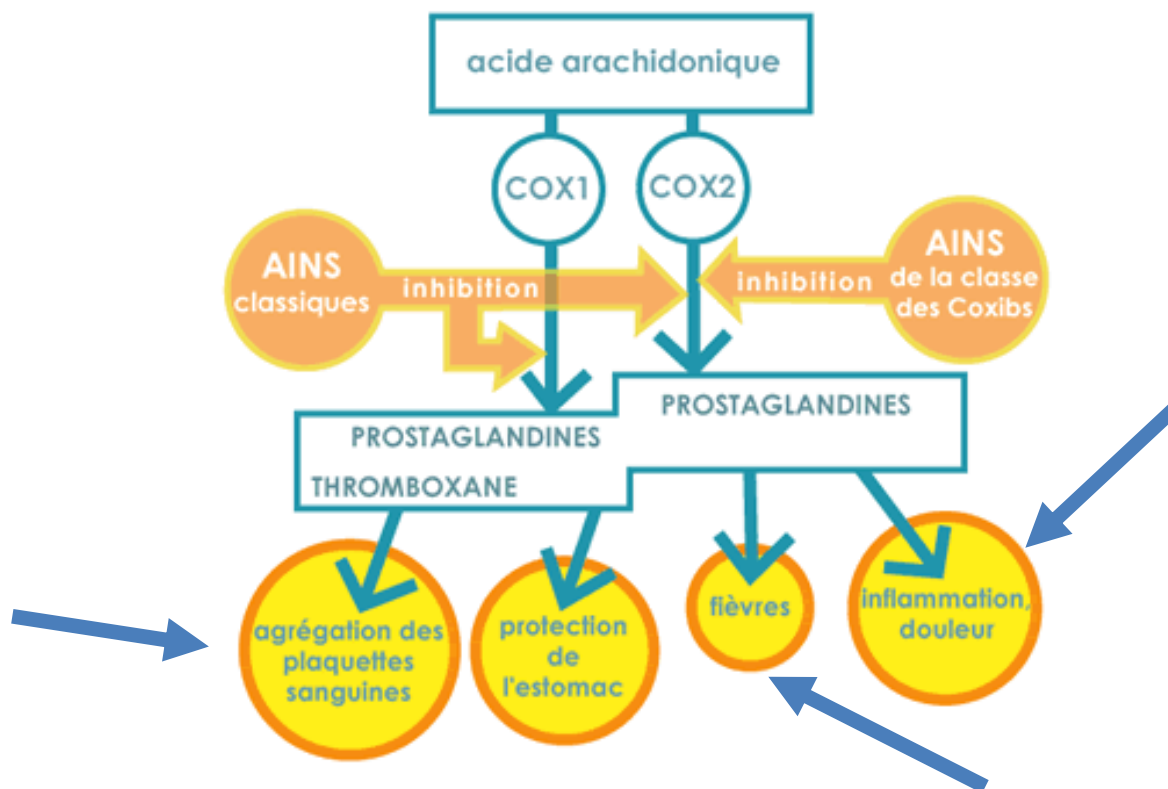 acide arachidonique
COX1
COX2
AINS
classiques
inhibition
inhibition
AINS
de la classe
des Coxibs
PROSTAGLANDINES
PROSTAGLANDINES
THROMBOXANE
agrégation des
plaquettes
sanguines
protection
de
l'estomac
fièvres
inflammation,
douleur